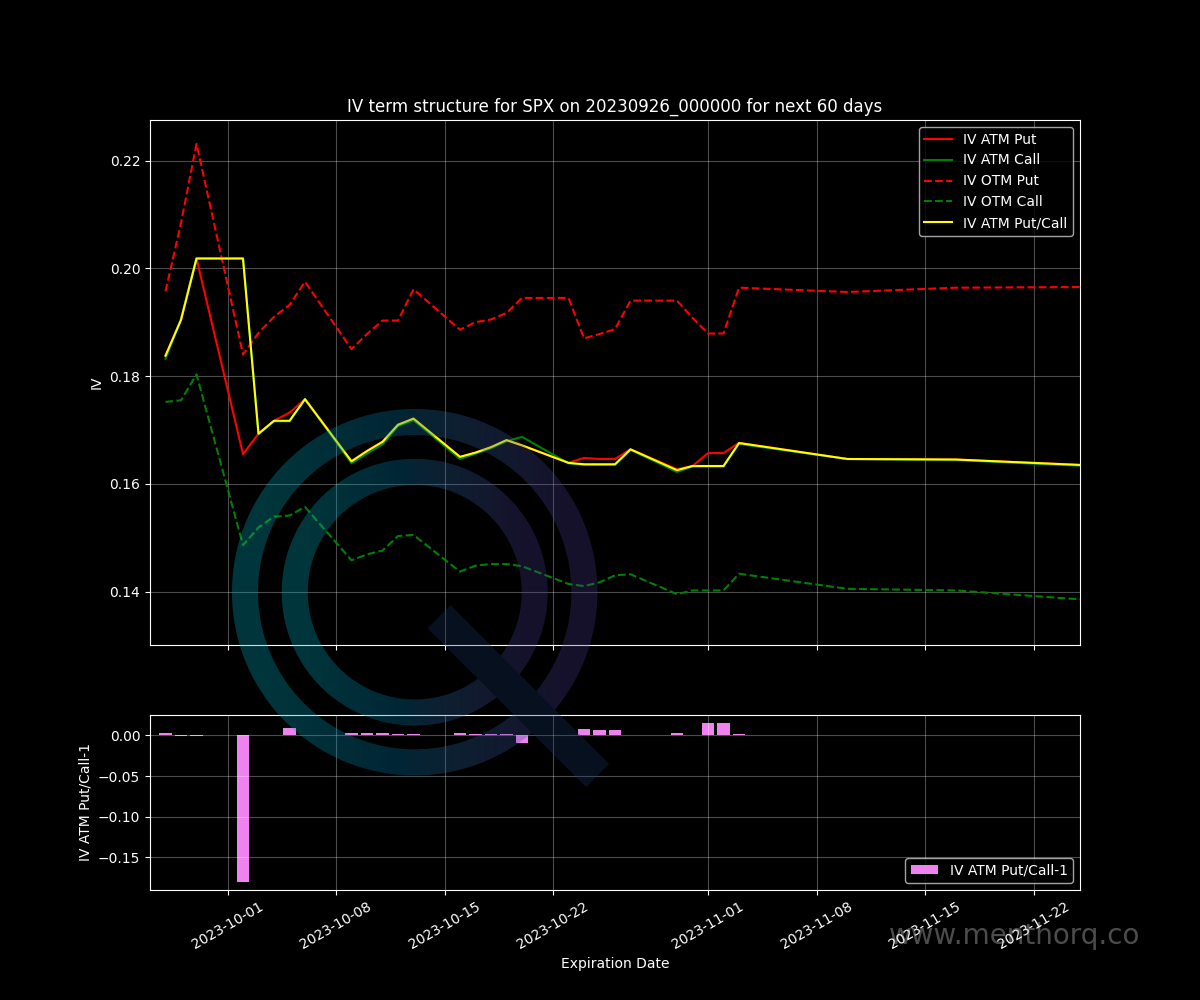 IV term structure for SPX on 20230926_000000 for next 60 days
IV ATM Put
IV ATM Call
IV OTM Put
IV OTM Call
IV ATM Put/Call
0.22
0.20
0.18
0.16
0.14
IV
0.00
−0.05
−0.10
−0.15
IV ATM Put/Call-1
IV ATM Put/Call-1
2023-10-01
2023-10-08
2023-10-15
2023-10-22
2023-11-01
2023-11-08
2023-11-15
2023-11-22
www.menthorq.co
Expiration Date